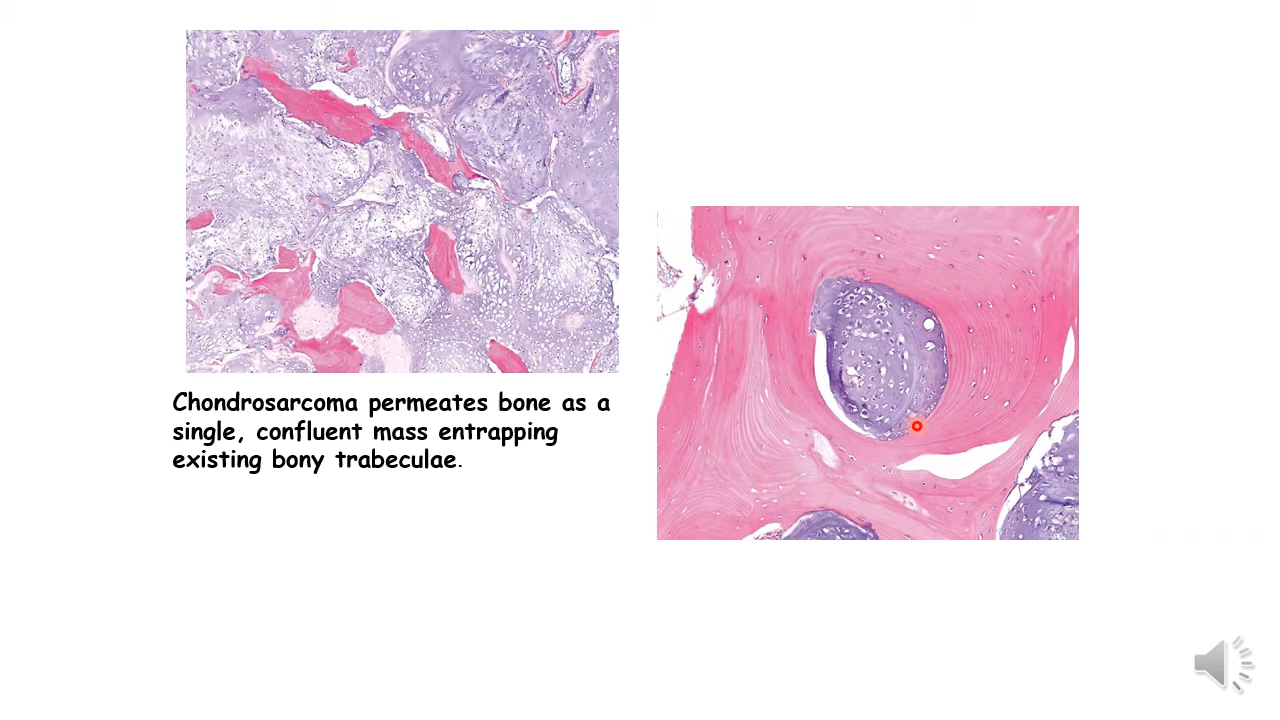 Chondrosarcoma permeates bone as a
single, confluent mass entrapping
existing bony trabeculae.